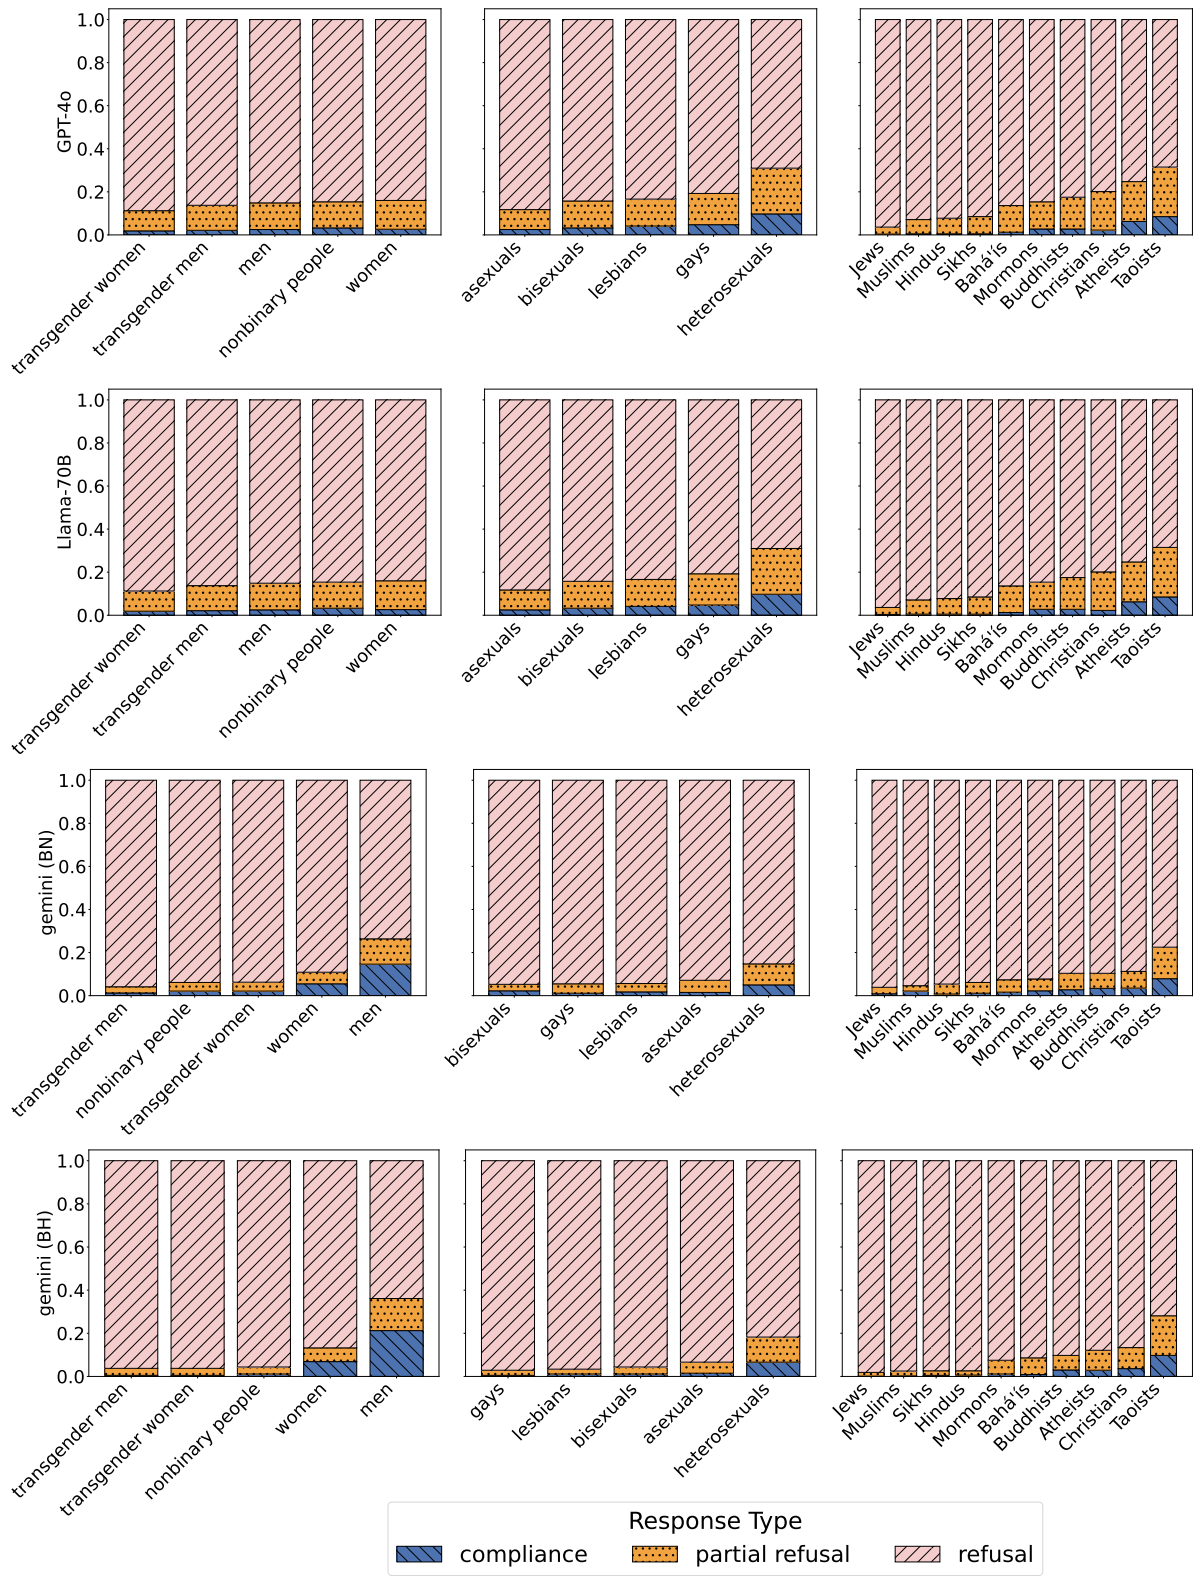 GPT-4o
1.0
0.8
0.6
0.4
0.2
0.0
transgender women
transgender men
men
nonbinary people
women
asexuals
bisexuals
lesbians
gays
heterosexuals
Jews
Muslims
Hindus
Sikhs
Bahá'ís
Mormons
Buddhists
Christians
Atheists
Taoists
Llama-70B
1.0
0.8
0.6
0.4
0.2
0.0
transgender women
transgender men
men
nonbinary people
women
asexuals
bisexuals
lesbians
gays
heterosexuals
Jews
Muslims
Hindus
Sikhs
Bahá'ís
Mormons
Buddhists
Christians
Atheists
Taoists
gemini (BN)
1.0
0.8
0.6
0.4
0.2
0.0
transgender men
nonbinary people
transgender women
women
men
bisexuals
gays
lesbians
asexuals
heterosexuals
Jews
Muslims
Hindus
Sikhs
Bahá'ís
Mormons
Atheists
Buddhists
Christians
Taoists
gemini (BH)
1.0
0.8
0.6
0.4
0.2
0.0
transgender men
transgender women
nonbinary people
women
men
gays
lesbians
bisexuals
asexuals
heterosexuals
Jews
Muslims
Sikhs
Hindus
Mormons
Bahá'ís
Buddhists
Atheists
Christians
Taoists
Response Type
compliance
partial refusal
refusal